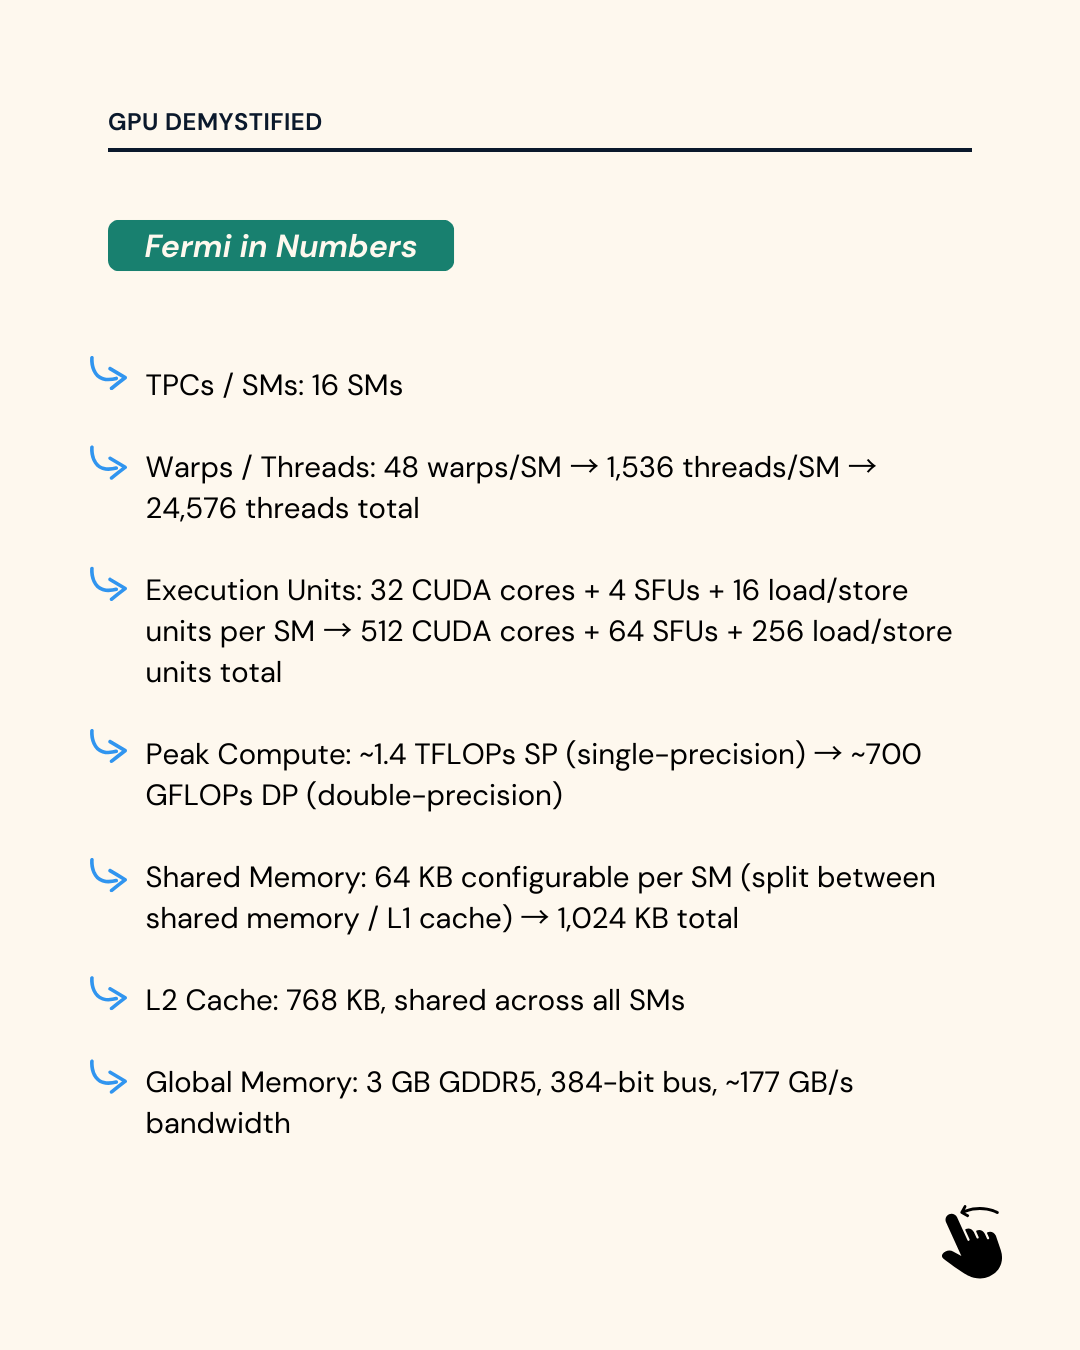 GPU DEMYSTIFIED
Fermi in Numbers
TPCs / SMs: 16 SMs
Warps / Threads: 48 warps/SM → 1,536 threads/SM →
24,576 threads total
Execution Units: 32 CUDA cores + 4 SFUs + 16 load/store
units per SM → 512 CUDA cores + 64 SFUs + 256 load/store
units total
Peak Compute: ~1.4 TFLOPs SP (single-precision) → ~700
GFLOPs DP (double-precision)
Shared Memory: 64 KB configurable per SM (split between
shared memory / L1 cache) → 1,024 KB total
L2 Cache: 768 KB, shared across all SMs
Global Memory: 3 GB GDDR5, 384-bit bus, ~177 GB/s
bandwidth